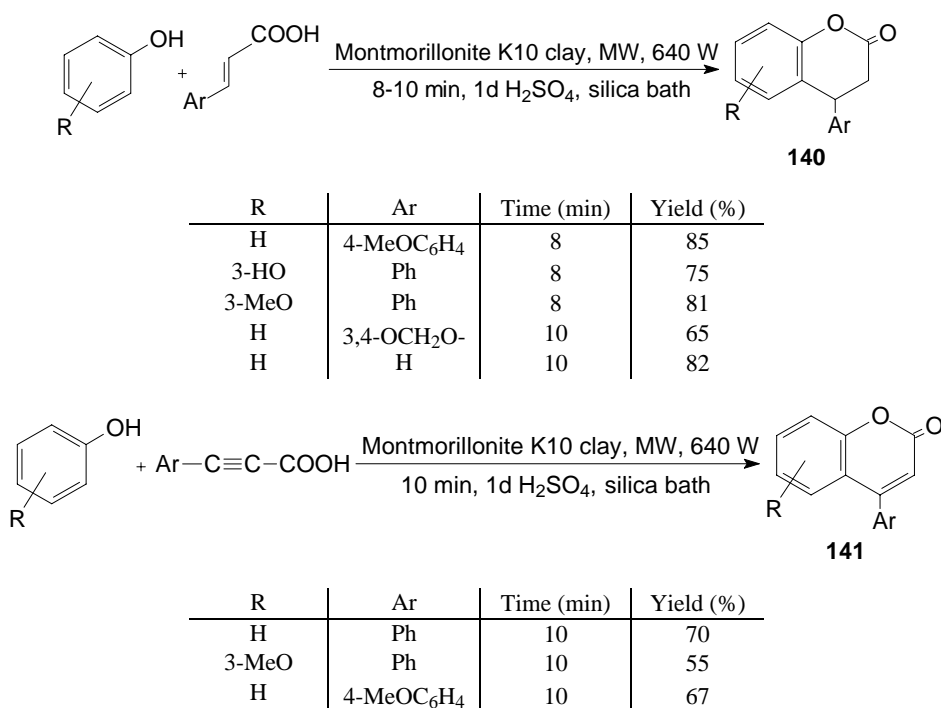 OH
COOH
Ar
R
+
Montmorillonite K10 clay, MW, 640 W
8-10 min, 1d H2SO4, silica bath
O
O
R
Ar
140
R Ar Time (min) Yield (%)
H 4-MeOC6H4 8 85
3-HO Ph 8 75
3-MeO Ph 8 81
H 3,4-OCH2O- 10 65
H H 10 82
OH
R
+
Ar C≡C COOH
Montmorillonite K10 clay, MW, 640 W
10 min, 1d H2SO4, silica bath
O
O
R
Ar
141
R Ar Time (min) Yield (%)
H Ph 10 70
3-MeO Ph 10 55
H 4-MeOC6H4 10 67